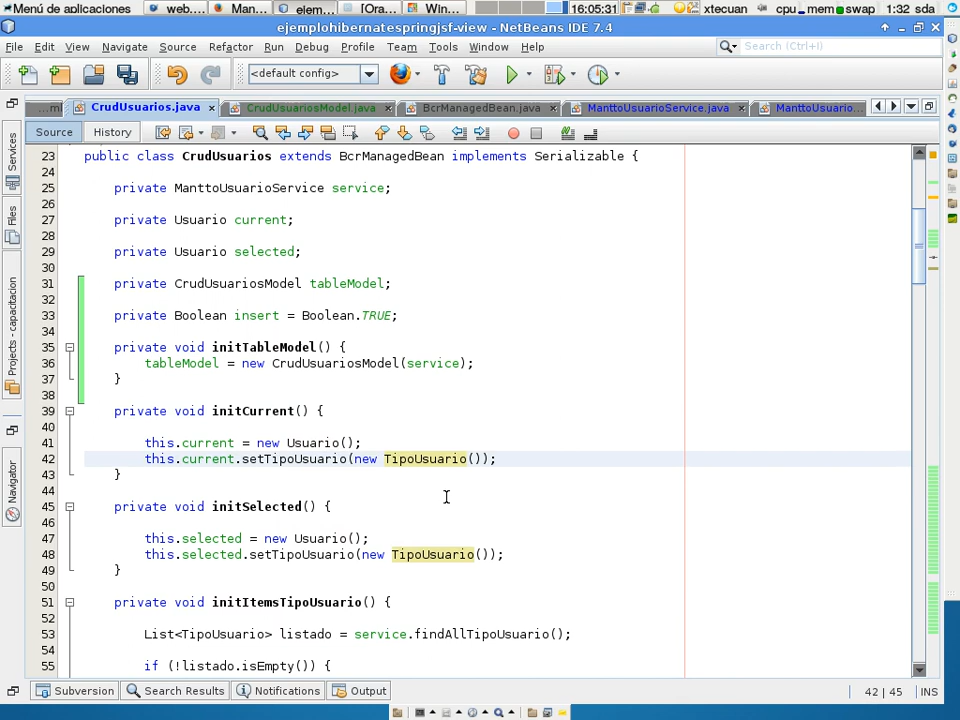 Menú de aplicaciones web... Man... elem... [Ora... Win... 16:05:31 cpu mem swap 1:32 sda
ejemplohibernatespringjsf-view - NetBeans IDE 7.4
File Edit View Navigate Source Refactor Run Debug Profile Team Tools Window Help Search (Ctrl+I)
<default config>
...m CrudUsuarios.java CrudUsuariosModel.java BcrManagedBean.java ManttoUsuarioService.java ManttoUsuario...
Source History
23 public class CrudUsuarios extends BcrManagedBean implements Serializable {
24
25 private ManttoUsuarioService service;
26
27 private Usuario current;
28
29 private Usuario selected;
30
31 private CrudUsuariosModel tableModel;
32
33 private Boolean insert = Boolean.TRUE;
34
35 private void initTableModel() {
36 tableModel = new CrudUsuariosModel(service);
37 }
38
39 private void initCurrent() {
40
41 this.current = new Usuario();
42 this.current.setTipoUsuario(new TipoUsuario());
43 }
44
45 private void initSelected() {
46
47 this.selected = new Usuario();
48 this.selected.setTipoUsuario(new TipoUsuario());
49 }
50
51 private void initItemsTipoUsuario() {
52
53 List<TipoUsuario> listado = service.findAllTipoUsuario();
54
55 if (!listado.isEmpty()) {
Services
Files
Projects - capacitacion
Navigator
Subversion Search Results Notifications Output 42 | 45 INS